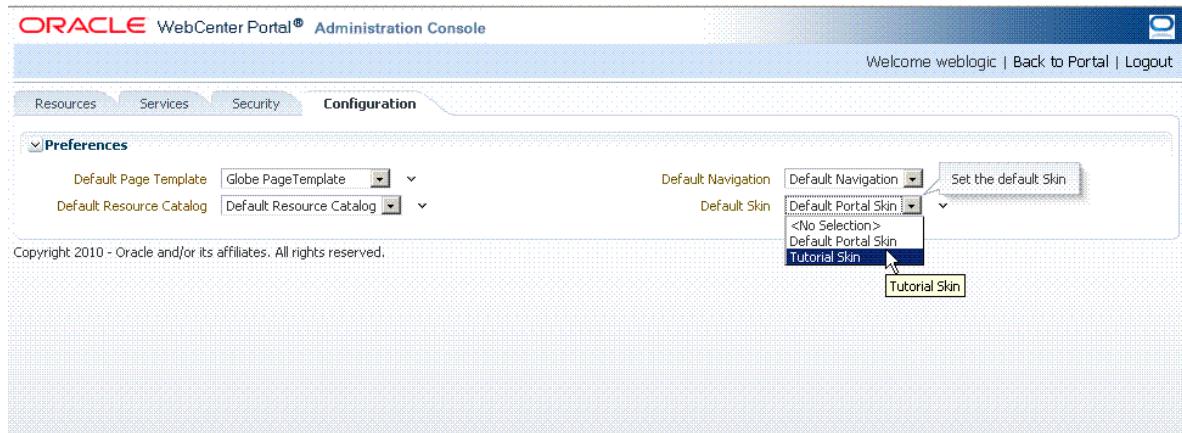 ORACLE WebCenter Portal® Administration Console
Welcome weblogic | Back to Portal | Logout
Resources Services Security Configuration
Preferences
Default Page Template Globe PageTemplate Default Navigation Default Navigation Set the default Skin
Default Resource Catalog Default Resource Catalog Default Skin Default Portal Skin
<No Selection>
Default Portal Skin
Tutorial Skin
Tutorial Skin
Copyright 2010 - Oracle and/or its affiliates. All rights reserved.